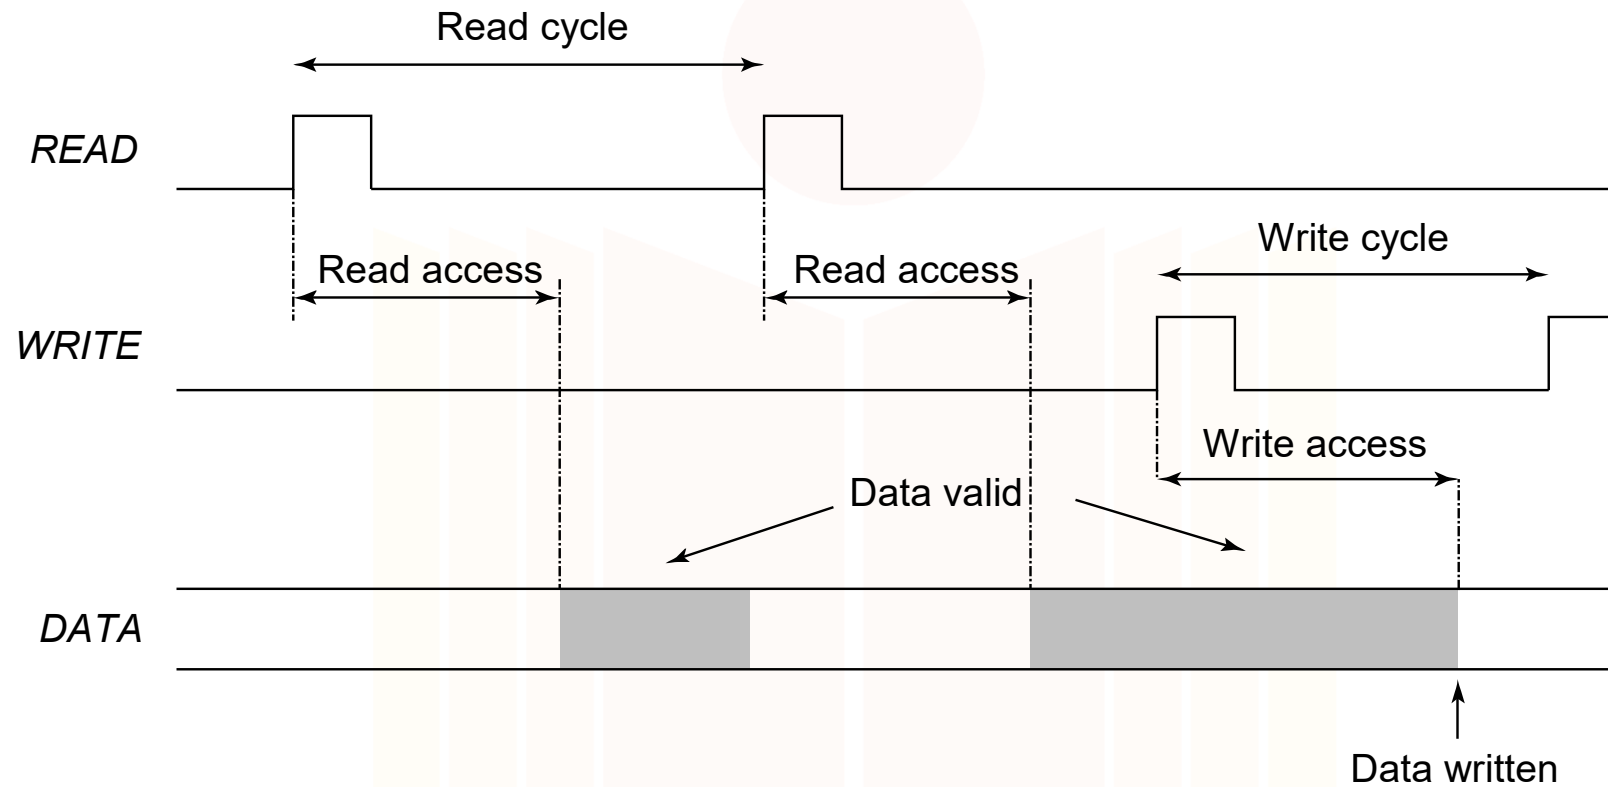 Read cycle
READ
Write cycle
Read access
Read access
WRITE
Write access
Data valid
DATA
Data written